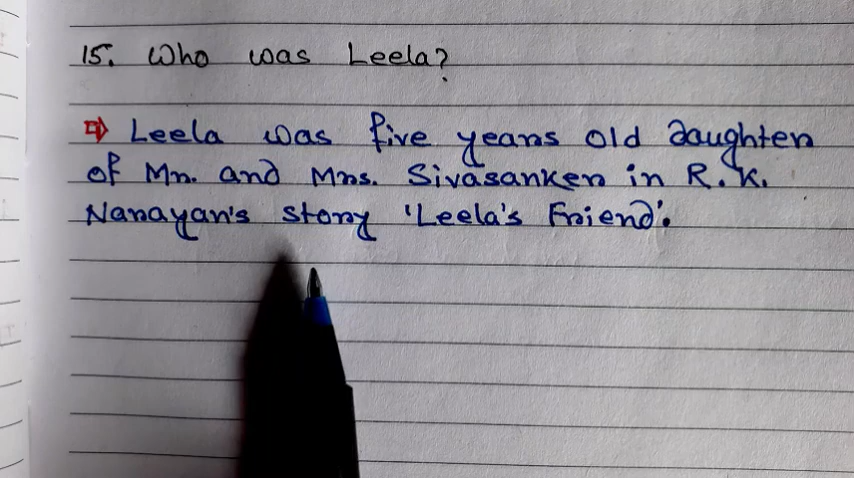 15. Who was Leela?
⇨ Leela was five years old daughter
of Mr. and Mrs. Sivasanker in R.K.
Narayan's story 'Leela's Friend'.